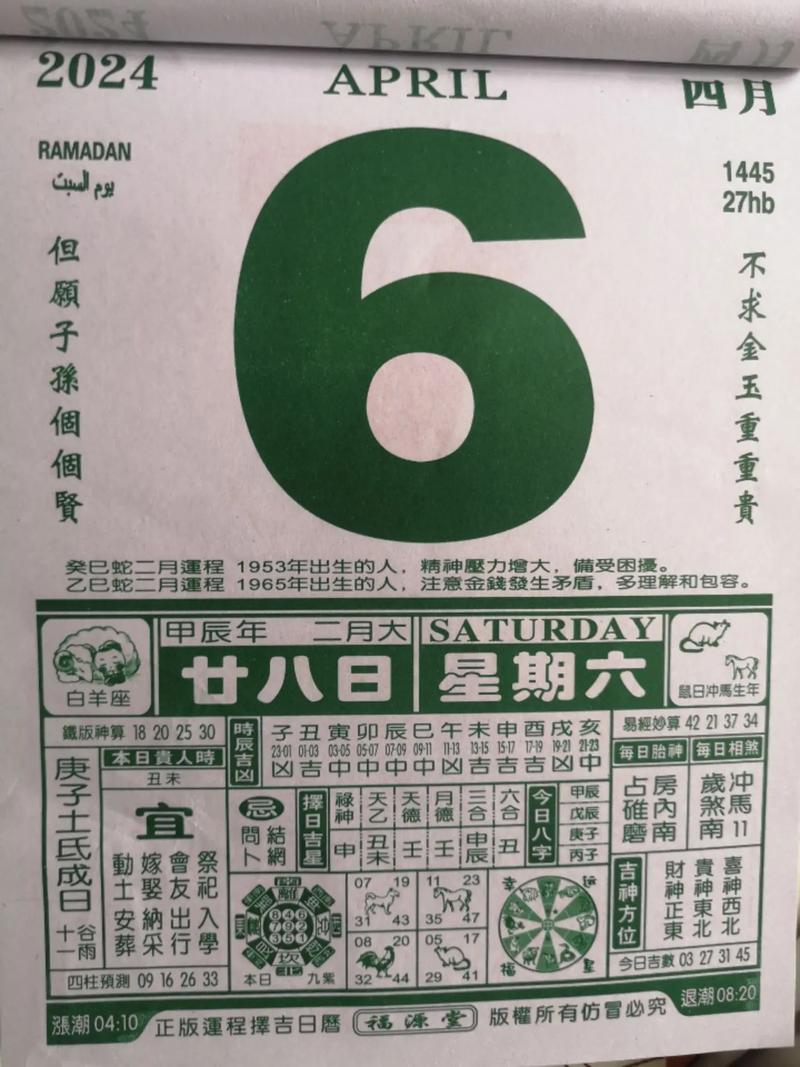 2024 APRIL 四月
RAMADAN
يوم السبت
1445
27hb
6
不求金玉重重貴
但願子孫個個賢
癸巳蛇二月運程 1953年出生的人，精神壓力增大，備受困擾。
乙巳蛇二月運程 1965年出生的人，注意金錢發生矛盾，多理解和包容。
白羊座
甲辰年 二月大
廿八日
SATURDAY
星期六
鼠日沖馬生年
鐵版神算 18 20 25 30
時辰吉凶
子 丑 寅 卯 辰 巳 午 未 申 酉 戌 亥
23-01 01-03 03-05 05-07 07-09 09-11 11-13 13-15 15-17 17-19 19-21 21-23
凶 吉 中 中 中 中 凶 吉 吉 中 凶 中
易經妙算 42 21 37 34
本日貴人時
丑未
庚子土氐成日
十一 谷雨
宜
祭祀 入學
會友 出行
嫁娶 納采
動土 安葬
忌
結網
問卜
擇日吉星
祿神 天乙 天德 月德 三合 六合
申 丑未 壬 壬 申辰 丑
今日八字
甲辰
戊辰
庚子
丙子
每日胎神
占碓磨
房內南
每日相煞
冲馬11
歲煞南
離
8 4 6
7 9 2
3 5 1
坎
本日 九紫
07 19
31 43
11 23
35 47
08 20
32 44
05 17
29 41
幸 运
福 星
吉神方位
喜神西北
貴神東北
財神正東
四柱預測 09 16 26 33
今日吉數 03 27 31 45
漲潮 04:10
正版運程擇吉日曆
福源堂
版權所有仿冒必究
退潮 08:20